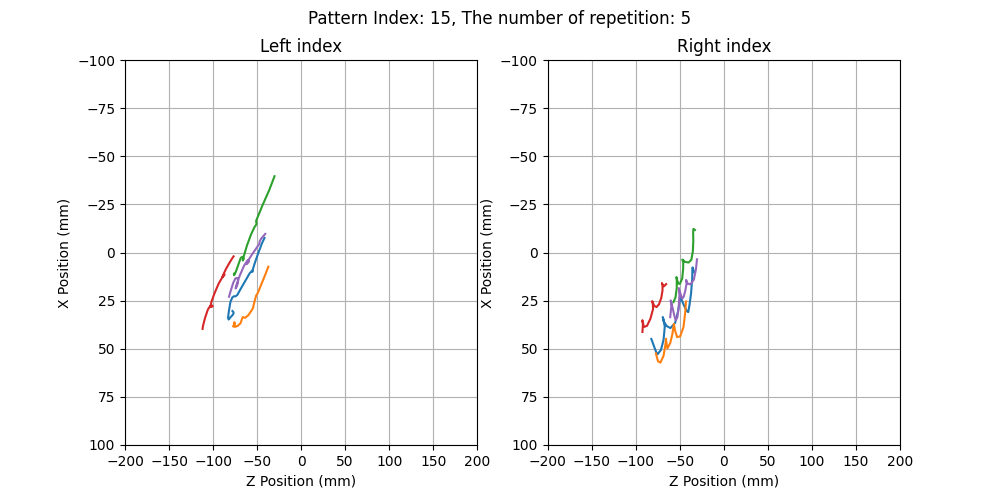 Pattern Index: 15, The number of repetition: 5
Left index
Right index
−100
−75
−50
−25
0
25
50
75
100
X Position (mm)
−200 −150 −100 −50 0 50 100 150 200
Z Position (mm)
−100
−75
−50
−25
0
25
50
75
100
X Position (mm)
−200 −150 −100 −50 0 50 100 150 200
Z Position (mm)